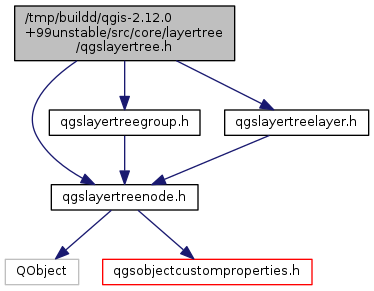 /tmp/buildd/qgis-2.12.0
+99unstable/src/core/layertree
/qgslayertree.h
qgslayertreegroup.h
qgslayertreelayer.h
qgslayertreenode.h
QObject
qgsobjectcustomproperties.h